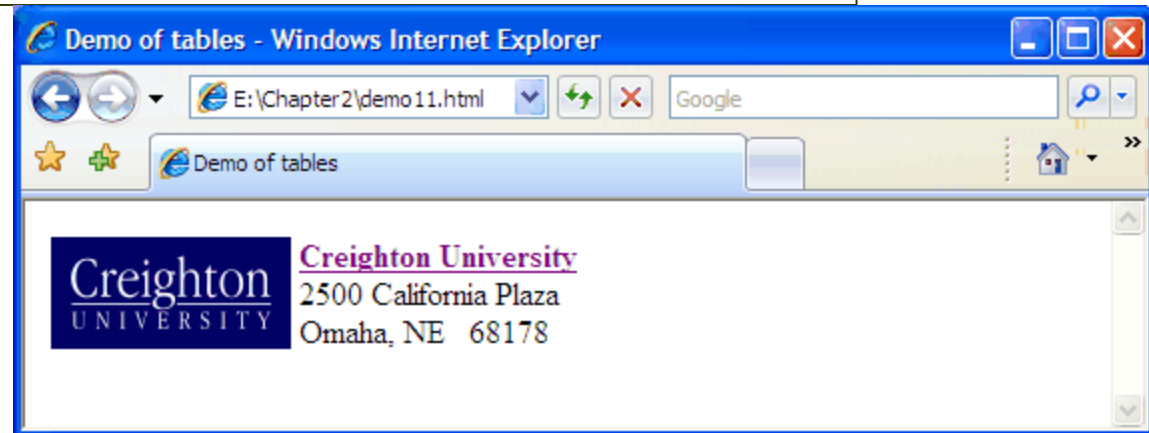 Demo of tables - Windows Internet Explorer
E:\Chapter2\demo11.html
Google
Demo of tables
Creighton
UNIVERSITY
Creighton University
2500 California Plaza
Omaha, NE   68178